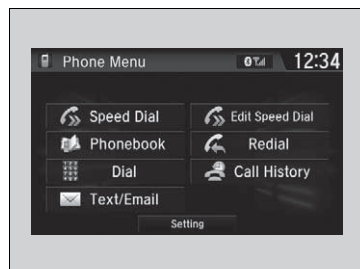 Phone Menu 12:34
Speed Dial Edit Speed Dial
Phonebook Redial
Dial Call History
Text/Email
Setting